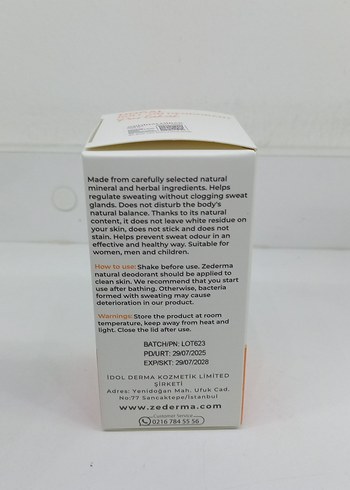 Made from carefully selected natural
mineral and herbal ingredients. Helps
regulate sweating without clogging sweat
glands. Does not disturb the body's
natural balance. Thanks to its natural
content, it does not leave white residue on
your skin, does not stick and does not
stain. Helps prevent sweat odour in an
effective and healthy way. Suitable for
women, men and children.
How to use: Shake before use. Zederma
natural deodorant should be applied to
clean skin. We recommend that you start
use after bathing. Otherwise, bacteria
formed with sweating may cause
deterioration in our product.
Warnings: Store the product at room
temperature, keep away from heat and
light. Close the lid after use.
BATCH/PN: LOT623
PD/URT: 29/07/2025
EXP/SKT: 29/07/2028
İDOL DERMA KOZMETİK LİMİTED
ŞİRKETİ
Adres: Yenidoğan Mah. Ufuk Cad.
No:77 Sancaktepe/İstanbul
www.zederma.com
Customer Service
0216 784 55 56